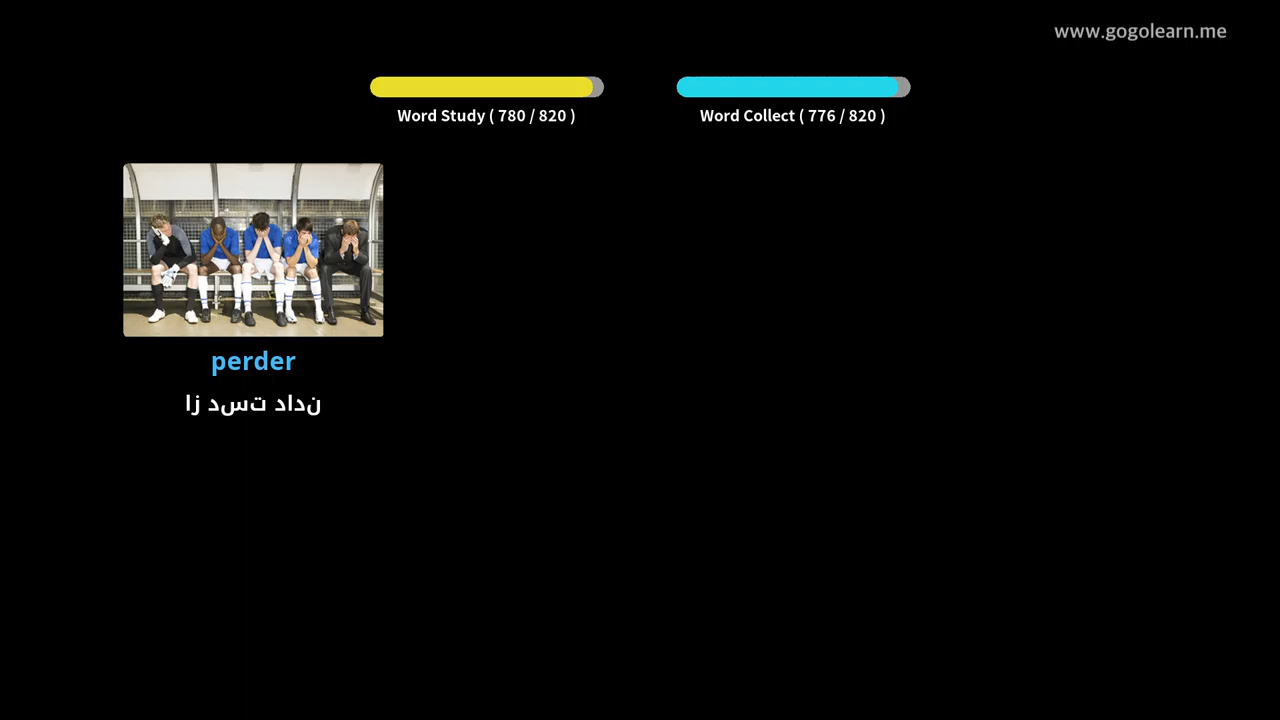 www.gogolearn.me
Word Study ( 780 / 820 )
Word Collect ( 776 / 820 )
perder
نداد تسد زا